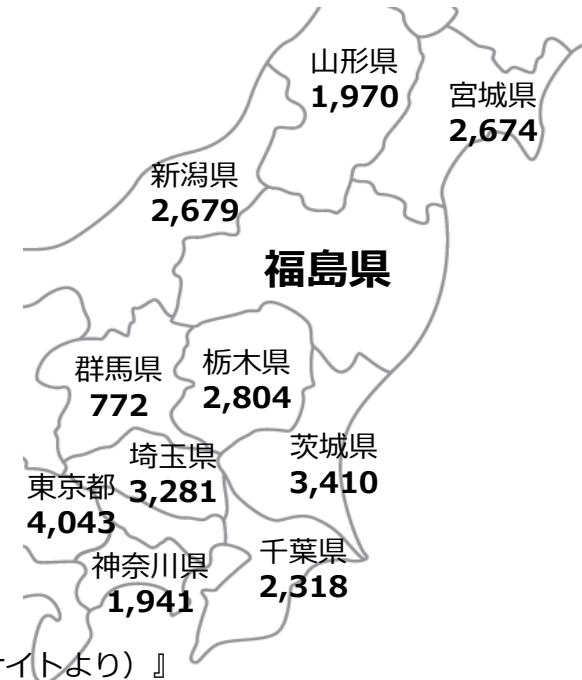 山形県
1,970
宮城県
2,674
新潟県
2,679
福島県
群馬県
772
栃木県
2,804
埼玉県
3,281
茨城県
3,410
東京都
4,043
神奈川県
1,941
千葉県
2,318
イトより）』